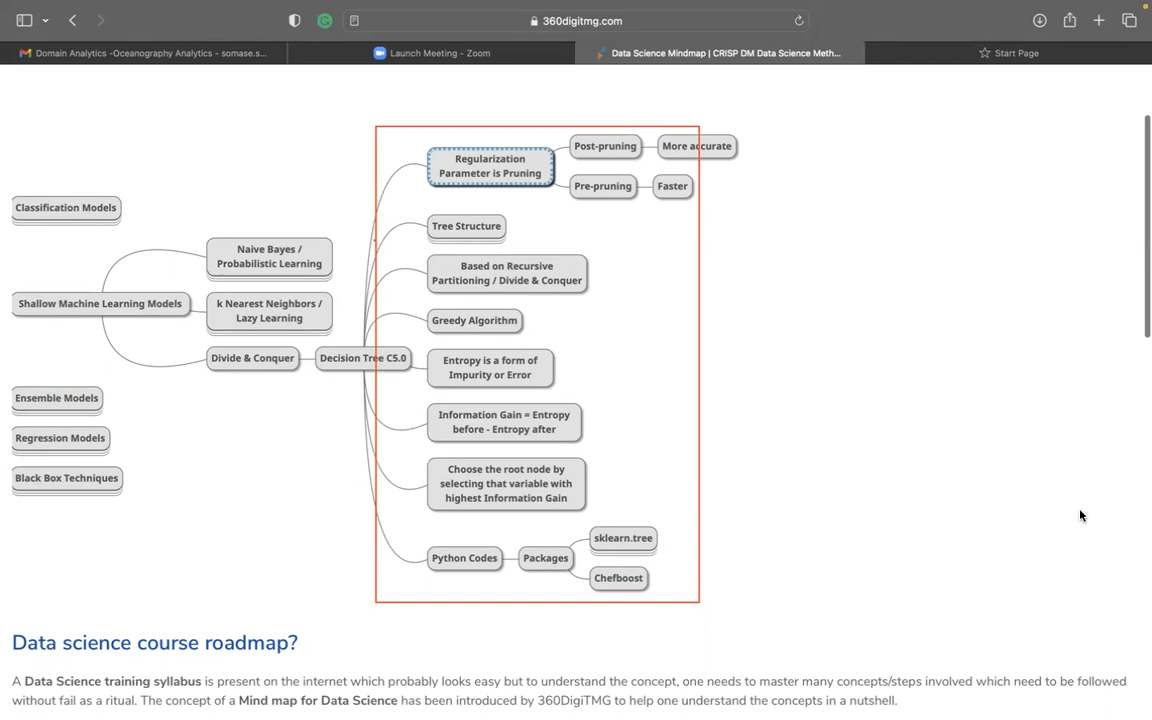 360digitmg.com
Domain Analytics -Oceanography Analytics - somase.s...
Launch Meeting - Zoom
Data Science Mindmap | CRISP DM Data Science Meth...
Start Page
Classification Models
Shallow Machine Learning Models
Ensemble Models
Regression Models
Black Box Techniques
Naive Bayes /
Probabilistic Learning
k Nearest Neighbors /
Lazy Learning
Divide & Conquer
Decision Tree C5.0
Regularization
Parameter is Pruning
Post-pruning
More accurate
Pre-pruning
Faster
Tree Structure
Based on Recursive
Partitioning / Divide & Conquer
Greedy Algorithm
Entropy is a form of
Impurity or Error
Information Gain = Entropy
before - Entropy after
Choose the root node by
selecting that variable with
highest Information Gain
Python Codes
Packages
sklearn.tree
Chefboost
Data science course roadmap?
A Data Science training syllabus is present on the internet which probably looks easy but to understand the concept, one needs to master many concepts/steps involved which need to be followed
without fail as a ritual. The concept of a Mind map for Data Science has been introduced by 360DigiTMG to help one understand the concepts in a nutshell.